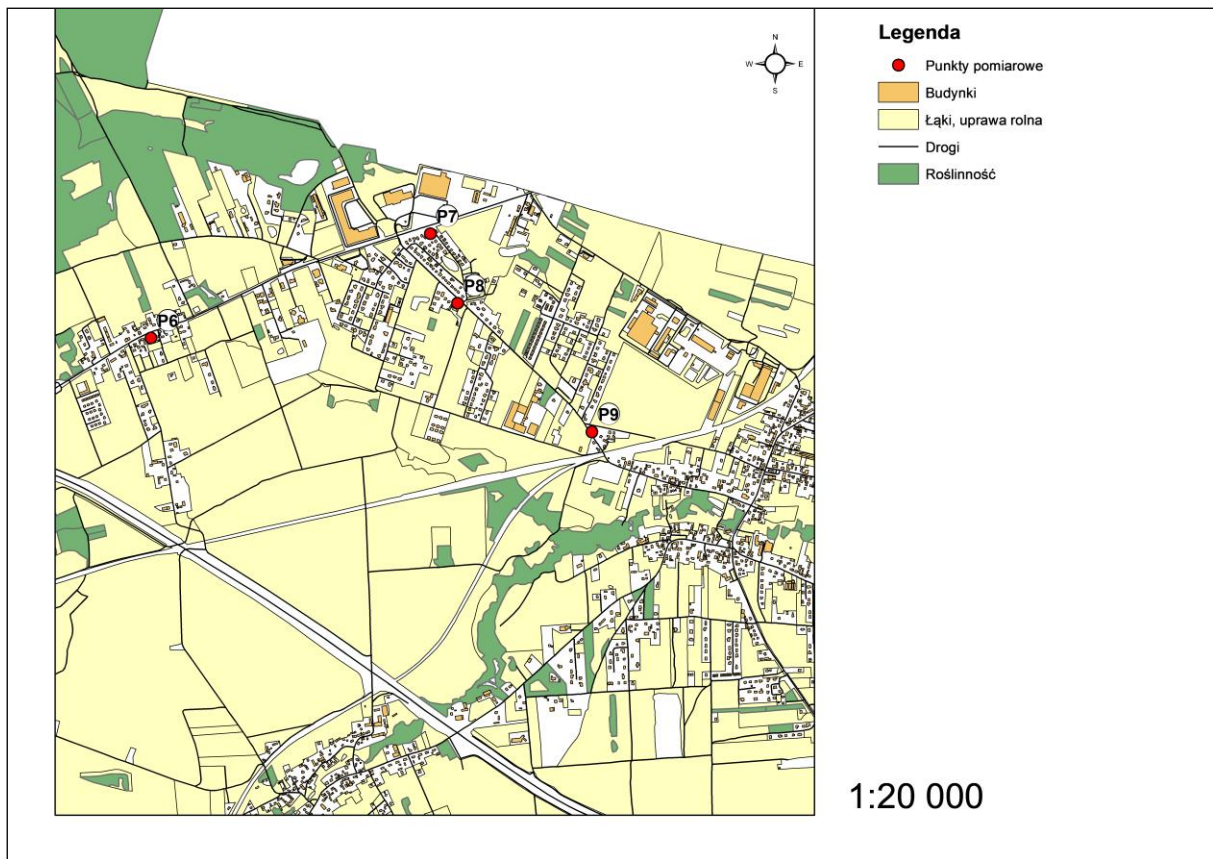 N
W E
S
Legenda
Punkty pomiarowe
Budynki
Łąki, uprawa rolna
Drogi
Roślinność
P7
P8
P6
P9
1:20 000